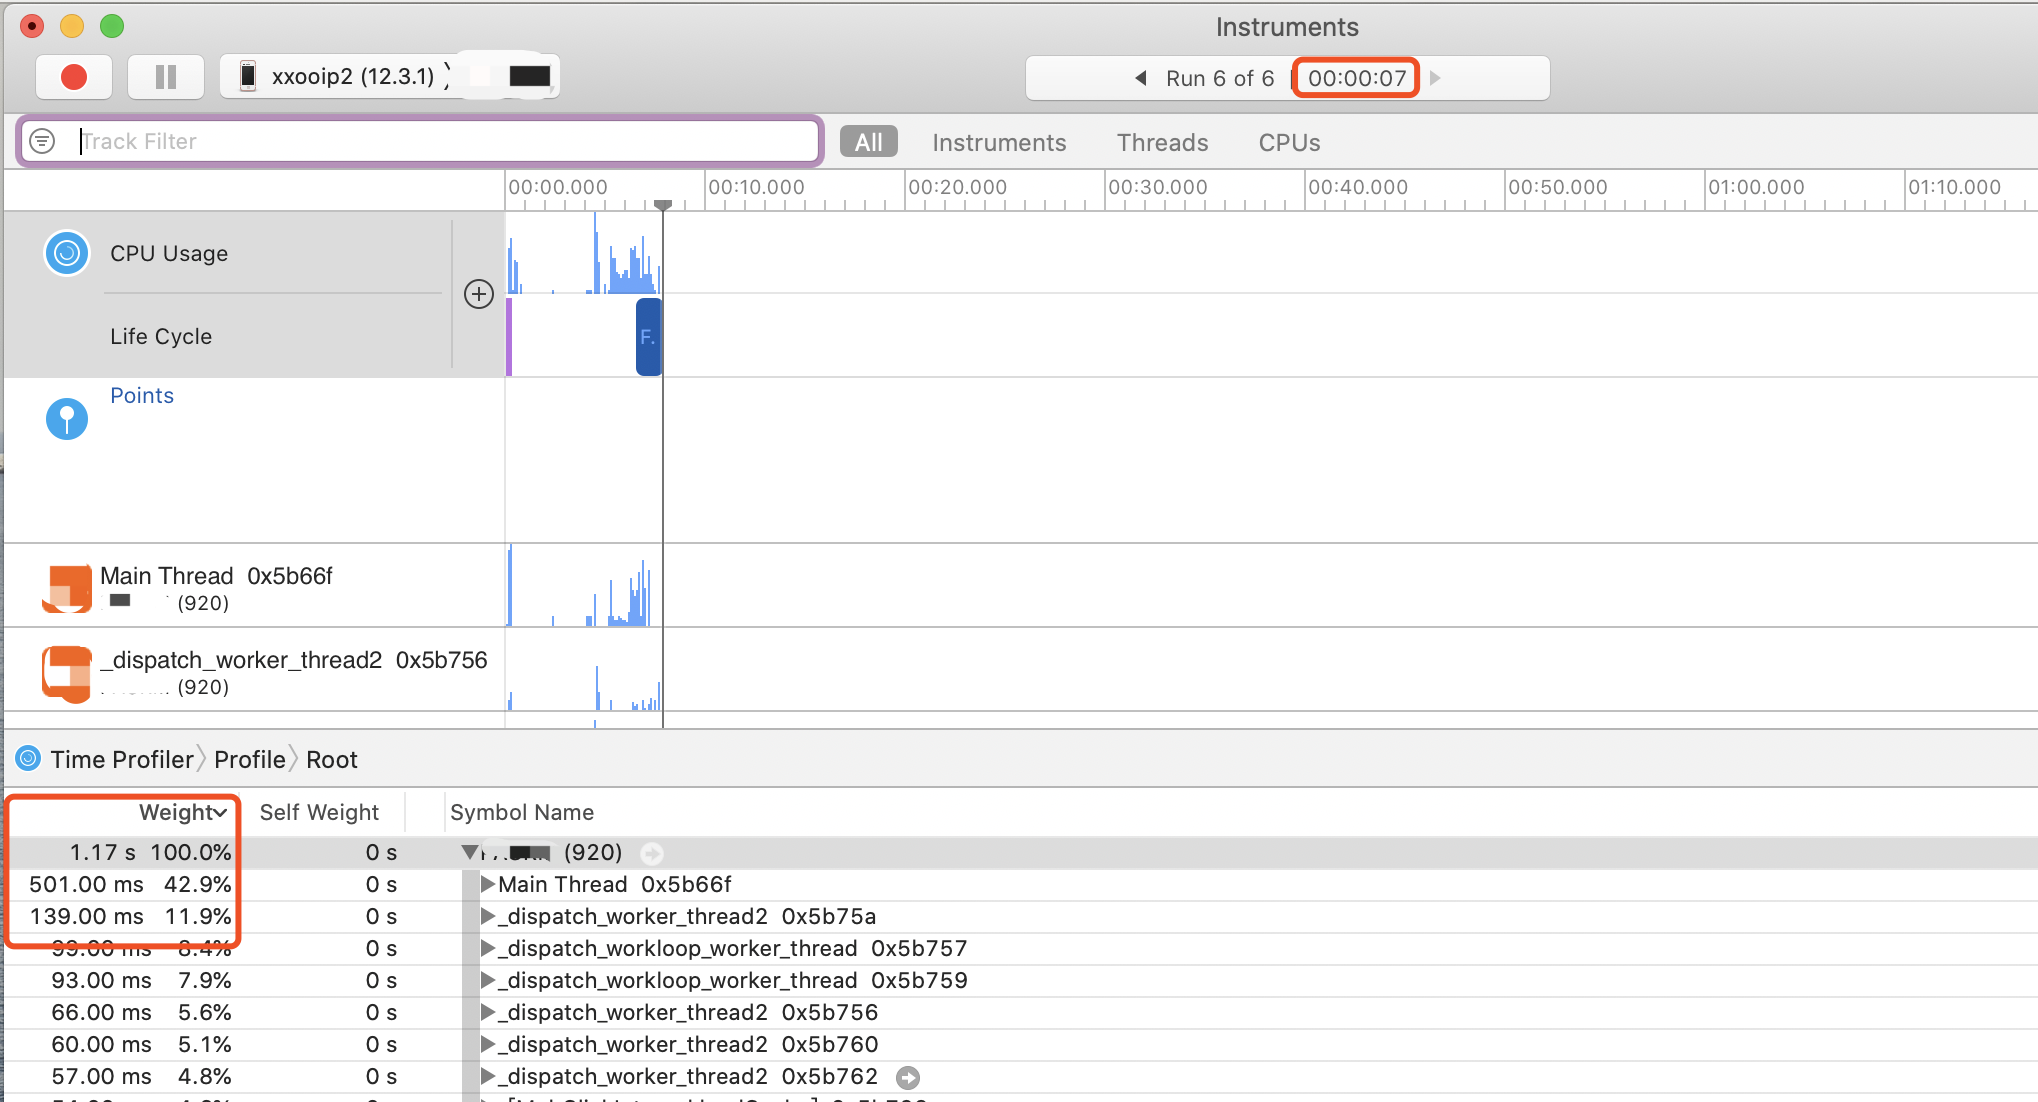 Instruments
xxooip2 (12.3.1)
Run 6 of 6
00:00:07
Track Filter
All Instruments Threads CPUs
00:00.000 00:10.000 00:20.000 00:30.000 00:40.000 00:50.000 01:00.000 01:10.000
CPU Usage
Life Cycle
F.
Points
Main Thread 0x5b66f
(920)
_dispatch_worker_thread2 0x5b756
(920)
Time Profiler Profile Root
Weight Self Weight Symbol Name
1.17 s 100.0% 0 s (920)
501.00 ms 42.9% 0 s Main Thread 0x5b66f
139.00 ms 11.9% 0 s _dispatch_worker_thread2 0x5b75a
99.00 ms 8.4% 0 s _dispatch_workloop_worker_thread 0x5b757
93.00 ms 7.9% 0 s _dispatch_workloop_worker_thread 0x5b759
66.00 ms 5.6% 0 s _dispatch_worker_thread2 0x5b756
60.00 ms 5.1% 0 s _dispatch_worker_thread2 0x5b760
57.00 ms 4.8% 0 s _dispatch_worker_thread2 0x5b762